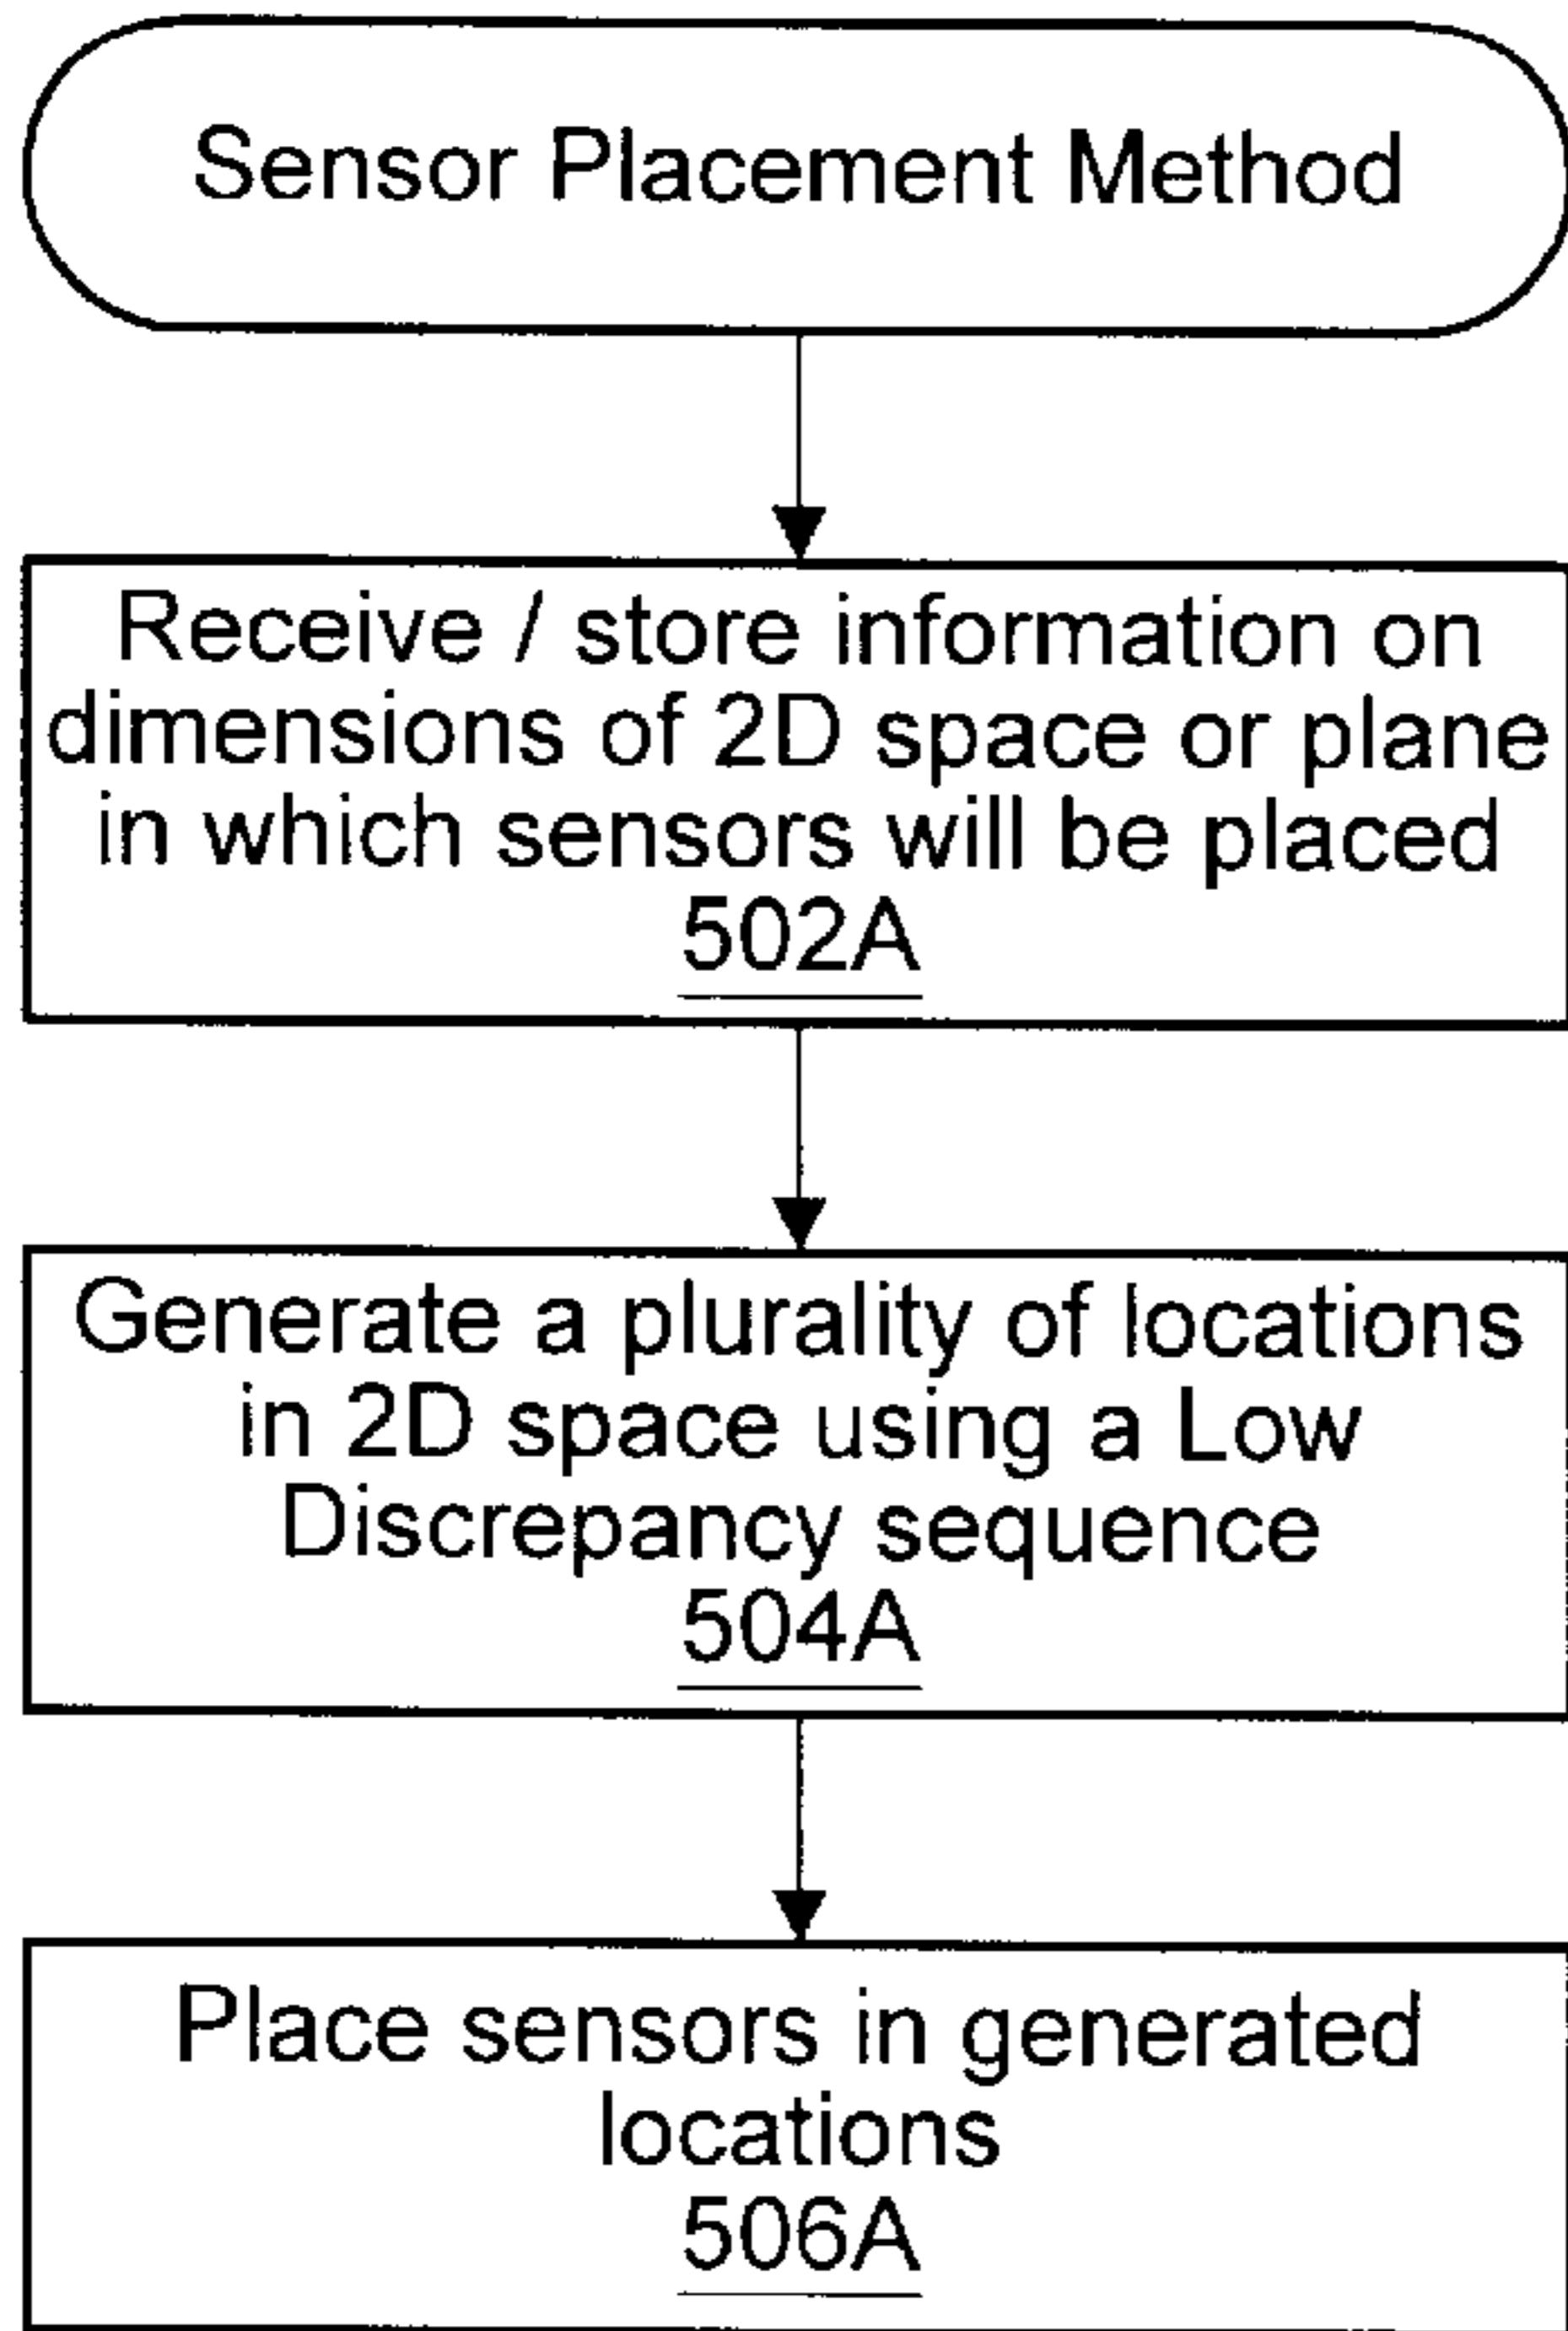 Sensor Placement Method
Receive / store information on
dimensions of 2D space or plane
in which sensors will be placed
502A
Generate a plurality of locations
in 2D space using a Low
Discrepancy sequence
504A
Place sensors in generated
locations
506A